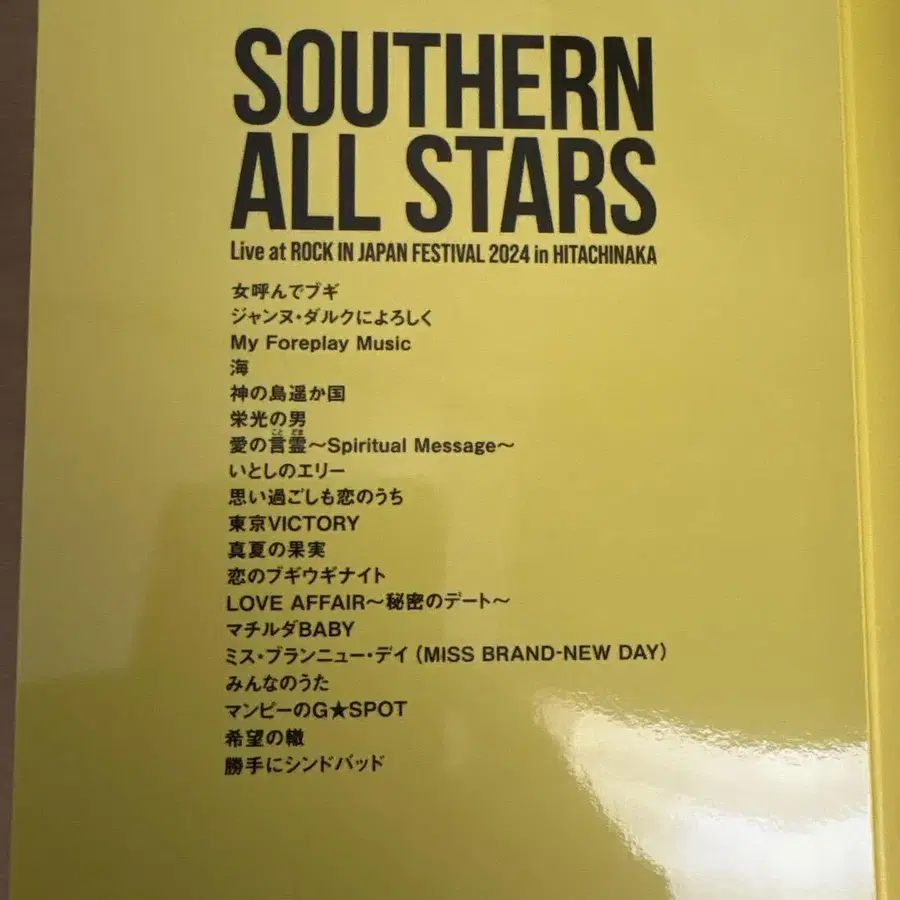 SOUTHERN
ALL STARS
Live at ROCK IN JAPAN FESTIVAL 2024 in HITACHINAKA
女呼んでブギ
ジャンヌ・ダルクによろしく
My Foreplay Music
海
神の島遥か国
栄光の男
愛の言霊〜Spiritual Message〜
こと だま
いとしのエリー
思い過ごしも恋のうち
東京VICTORY
真夏の果実
恋のブギウギナイト
LOVE AFFAIR〜秘密のデート〜
マチルダBABY
ミス・ブランニュー・デイ (MISS BRAND-NEW DAY)
みんなのうた
マンピーのG★SPOT
希望の轍
勝手にシンドバッド